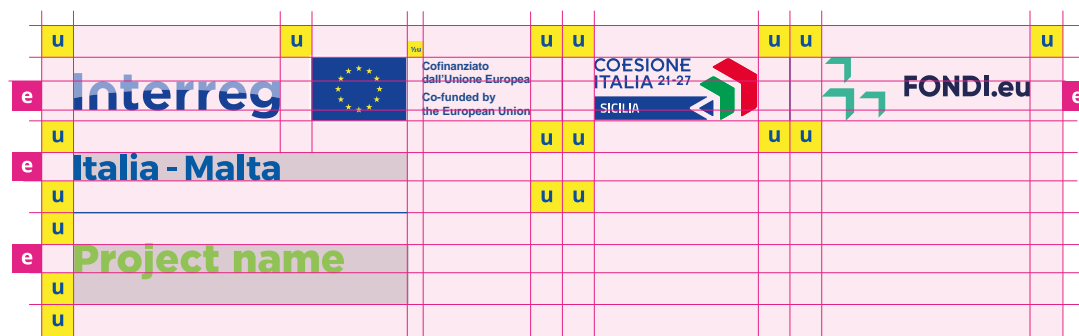 u u u u u u u
½u
Interreg
Cofinanziato
dall'Unione Europea
Co-funded by
the European Union
COESIONE
ITALIA 21-27
SICILIA
FONDI.eu
e e
u u u u u
e
Italia - Malta
u u u
u
e
Project name
u
u